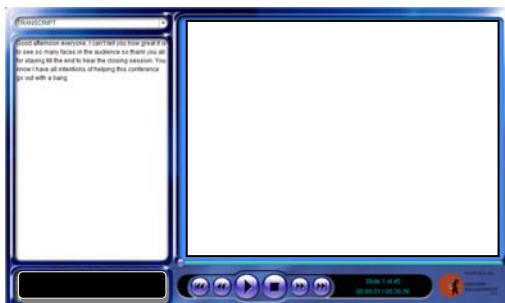 TRANSCRIPT
Good afternoon everyone, I can't tell you how great it is
to see so many faces in the audience so thank you all
for staying till the end to hear the closing session. You
know I have all intentions of helping this conference
go out with a bang
Slide 1 of 45